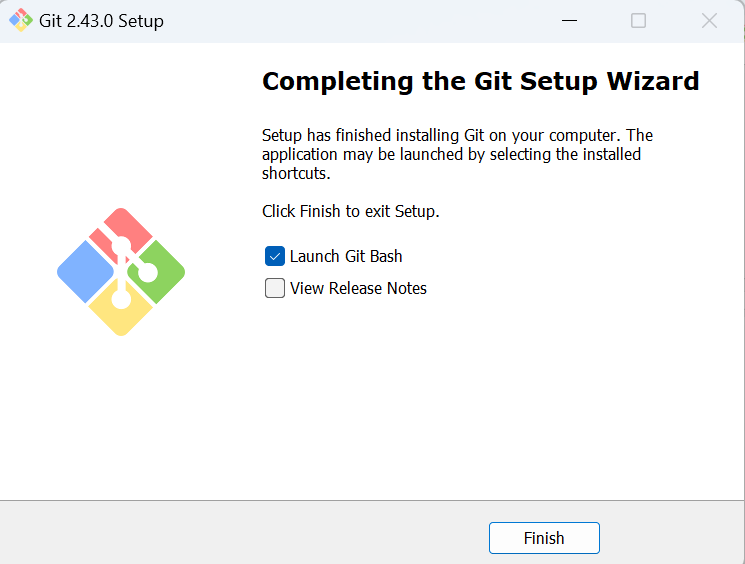 Git 2.43.0 Setup
Completing the Git Setup Wizard
Setup has finished installing Git on your computer. The
application may be launched by selecting the installed
shortcuts.
Click Finish to exit Setup.
Launch Git Bash
View Release Notes
Finish